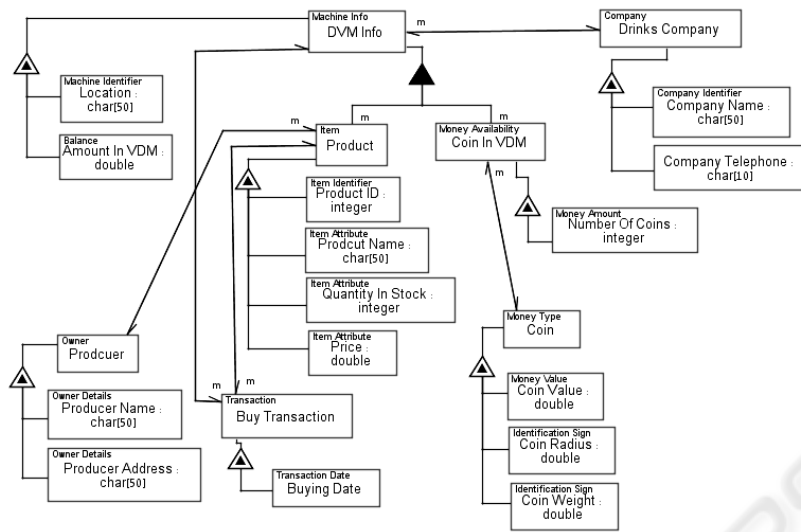 Machine Info
DVM Info
m
Company
Drinks Company
Machine Identifier
Location :
char[50]
Balance
Amount In VDM :
double
Company Identifier
Company Name :
char[50]
Company Telephone :
char[10]
m
m
m
Item
Product
m
Money Availability
Coin In VDM
m
m
Item Identifier
Product ID :
integer
Item Attribute
Prodcut Name :
char[50]
Item Attribute
Quantity In Stock :
integer
Item Attribute
Price :
double
Money Amount
Number Of Coins :
integer
Money Type
Coin
Owner
Prodcuer
Owner Details
Producer Name :
char[50]
Owner Details
Producer Address :
char[50]
m
m
Transaction
Buy Transaction
Transaction Date
Buying Date
Money Value
Coin Value :
double
Identification Sign
Coin Radius :
double
Identification Sign
Coin Weight :
double